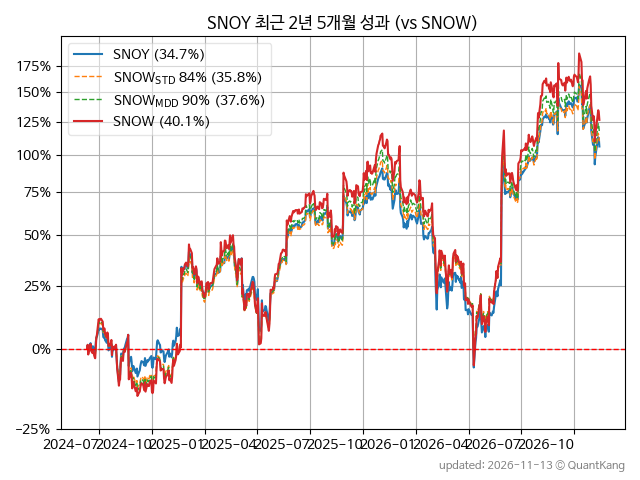 SNOY 최근 2년 5개월 성과 (vs SNOW)
SNOY (34.7%)
SNOW_STD 84% (35.8%)
SNOW_MDD 90% (37.6%)
SNOW (40.1%)
175%
150%
125%
100%
75%
50%
25%
0%
−25%
2024-07 2024-10 2025-01 2025-04 2025-07 2025-10 2026-01 2026-04 2026-07 2026-10
updated: 2026-11-13 ⓒ QuantKang